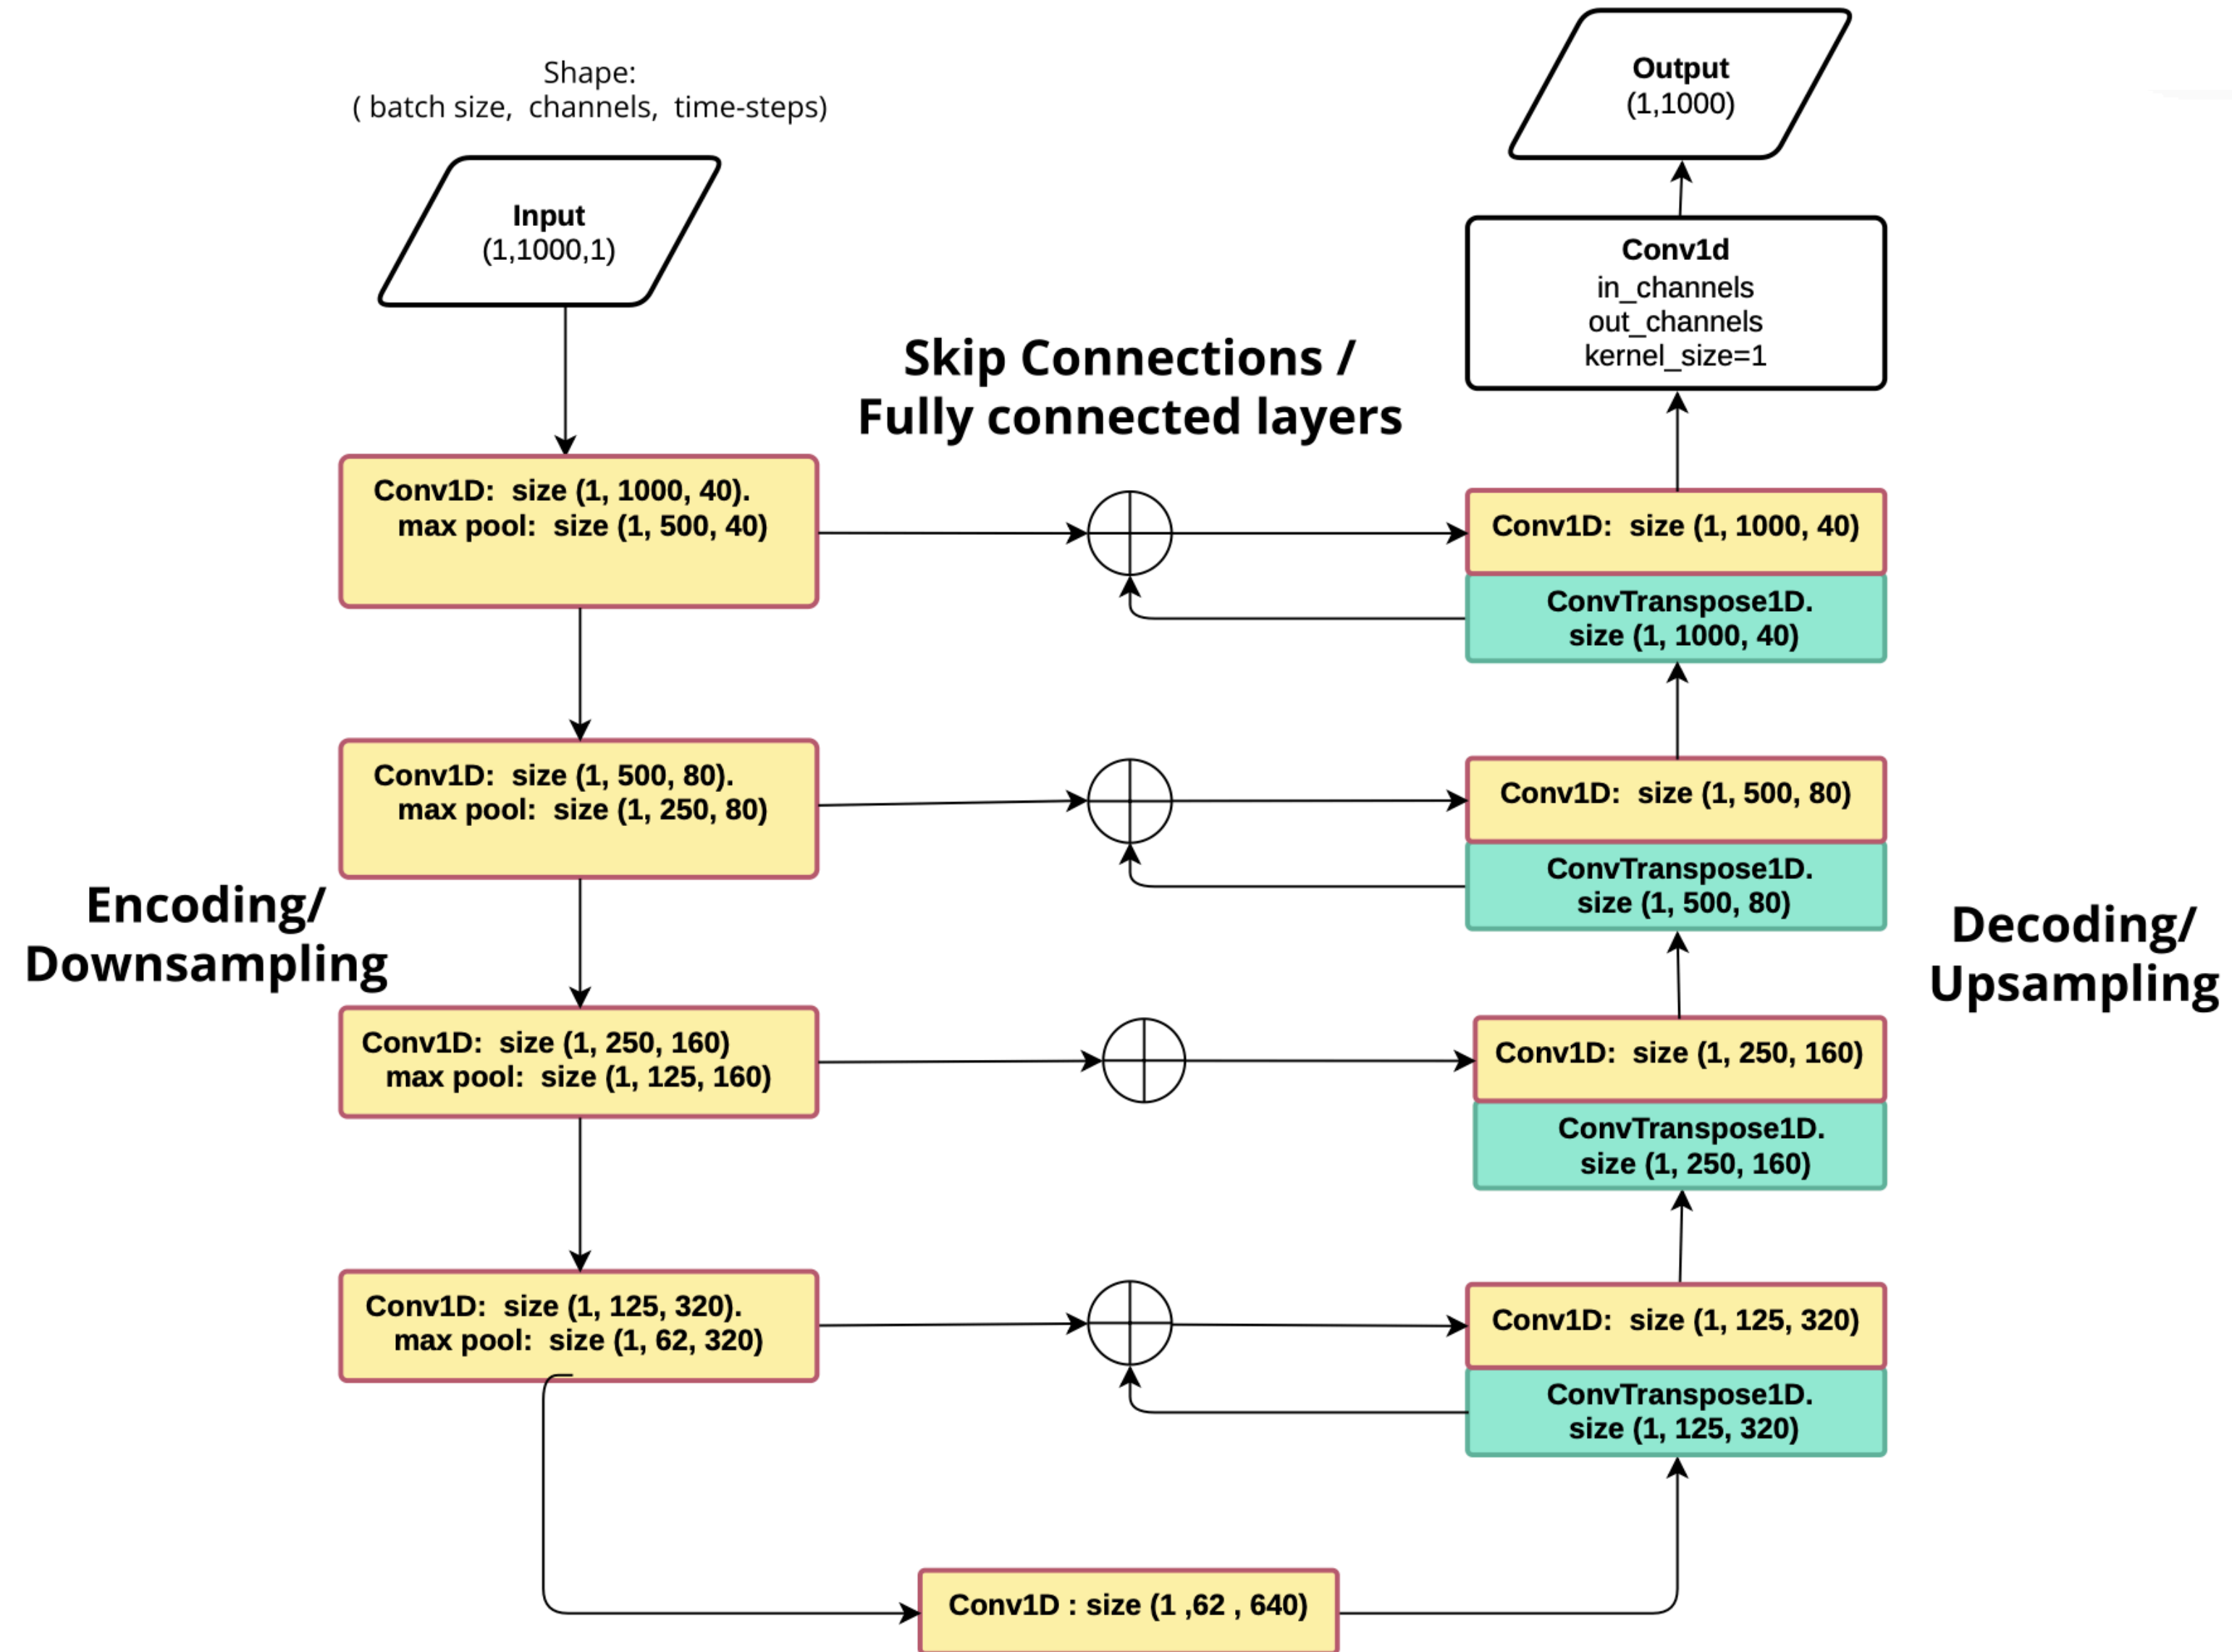 Shape:
( batch size, channels, time-steps)
Input
(1,1000,1)
Output
(1,1000)
Conv1d
in_channels
out_channels
kernel_size=1
Skip Connections /
Fully connected layers
Conv1D: size (1, 1000, 40).
max pool: size (1, 500, 40)
Conv1D: size (1, 1000, 40)
ConvTranspose1D.
size (1, 1000, 40)
Conv1D: size (1, 500, 80).
max pool: size (1, 250, 80)
Conv1D: size (1, 500, 80)
ConvTranspose1D.
size (1, 500, 80)
Encoding/
Downsampling
Decoding/
Upsampling
Conv1D: size (1, 250, 160)
max pool: size (1, 125, 160)
Conv1D: size (1, 250, 160)
ConvTranspose1D.
size (1, 250, 160)
Conv1D: size (1, 125, 320).
max pool: size (1, 62, 320)
Conv1D: size (1, 125, 320)
ConvTranspose1D.
size (1, 125, 320)
Conv1D : size (1 ,62 , 640)